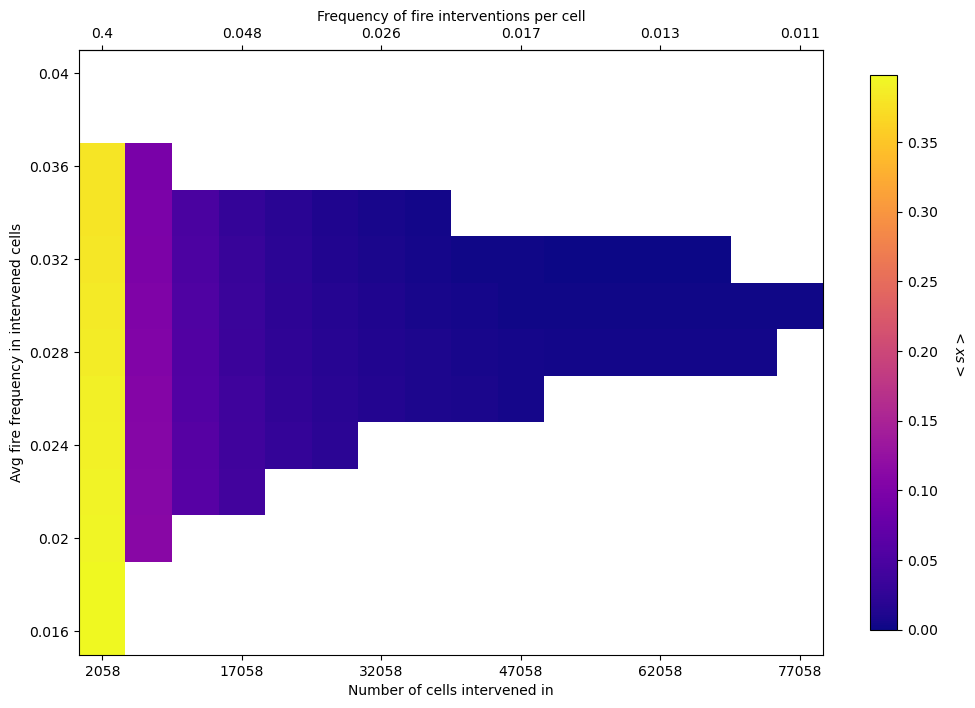 Frequency of fire interventions per cell
0.4 0.048 0.026 0.017 0.013 0.011
0.04
0.036
0.032
0.028
0.024
0.02
0.016
Avg fire frequency in intervened cells
2058 17058 32058 47058 62058 77058
Number of cells intervened in
0.35
0.30
0.25
0.20
0.15
0.10
0.05
0.00
< xs >